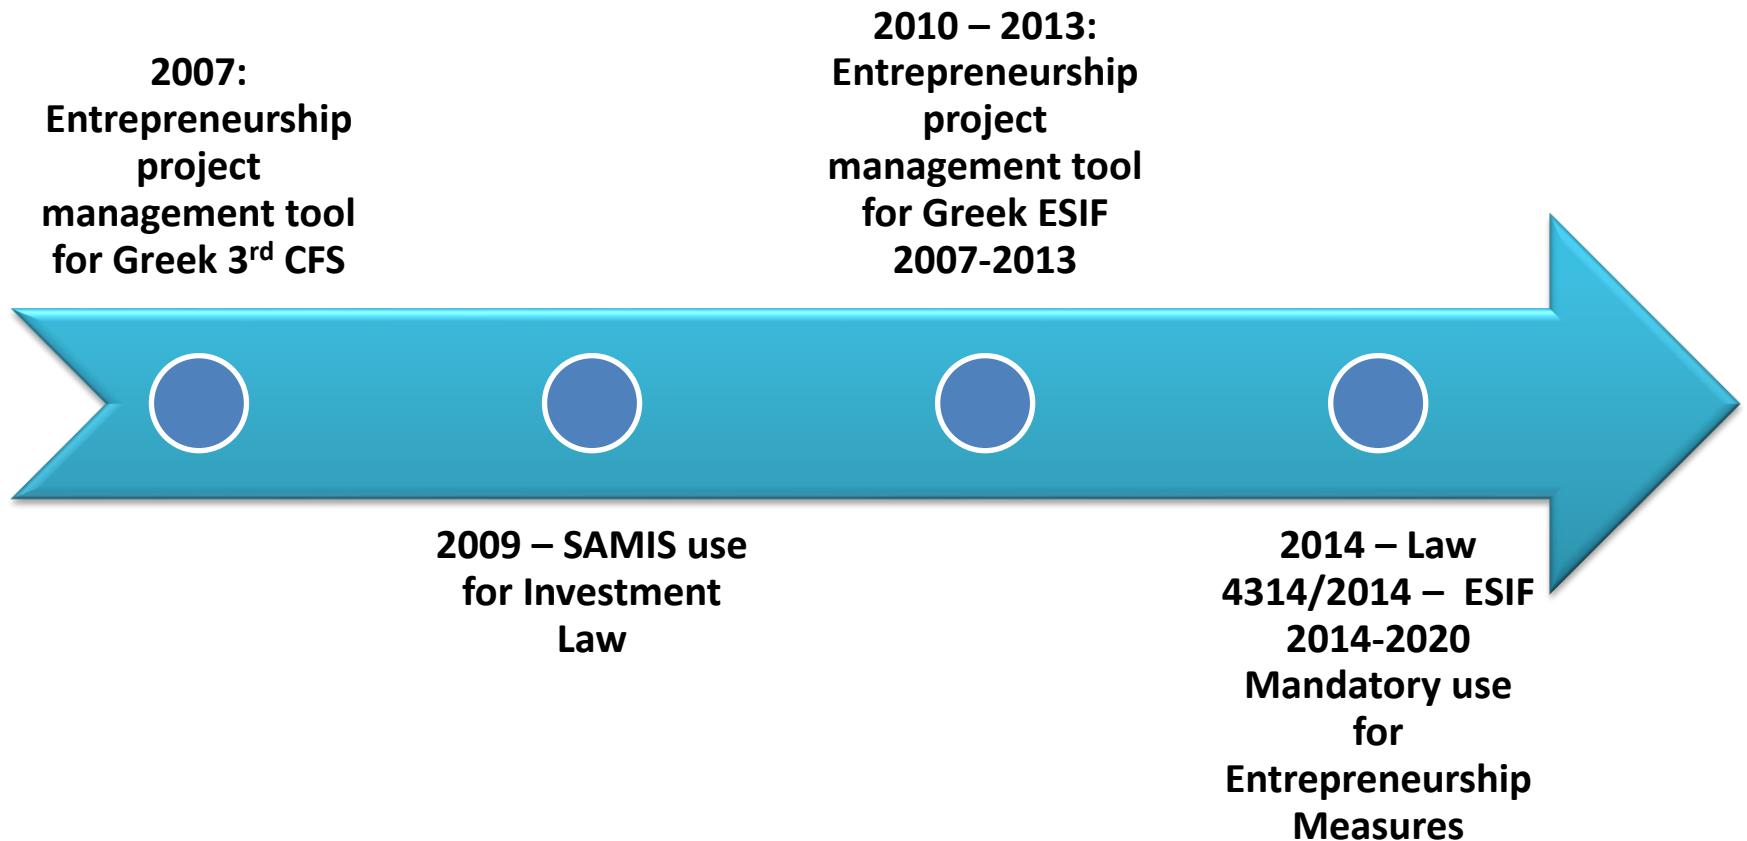 2007:
Entrepreneurship
project
management tool
for Greek 3rd CFS
2009 – SAMIS use
for Investment
Law
2010 – 2013:
Entrepreneurship
project
management tool
for Greek ESIF
2007-2013
2014 – Law
4314/2014 – ESIF
2014-2020
Mandatory use
for
Entrepreneurship
Measures